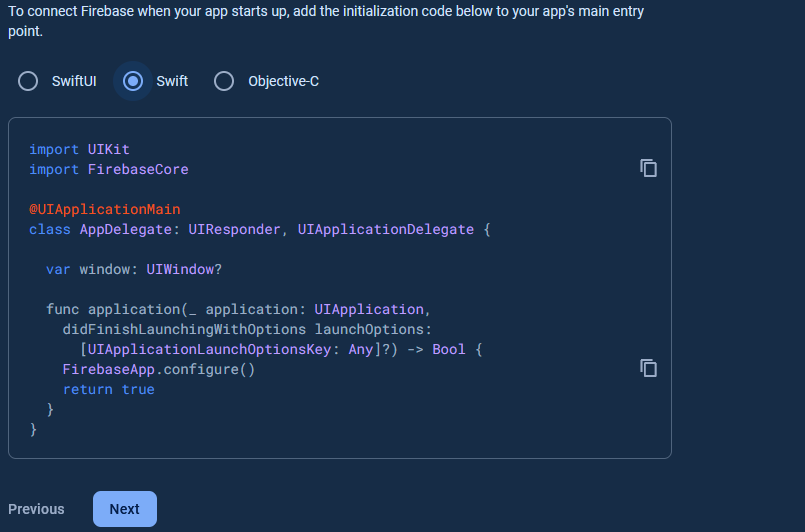 To connect Firebase when your app starts up, add the initialization code below to your app's main entry
point.
SwiftUI Swift Objective-C
import UIKit
import FirebaseCore
@UIApplicationMain
class AppDelegate: UIResponder, UIApplicationDelegate {
var window: UIWindow?
func application(_ application: UIApplication,
didFinishLaunchingWithOptions launchOptions:
[UIApplicationLaunchOptionsKey: Any]?) -> Bool {
FirebaseApp.configure()
return true
}
}
Previous Next